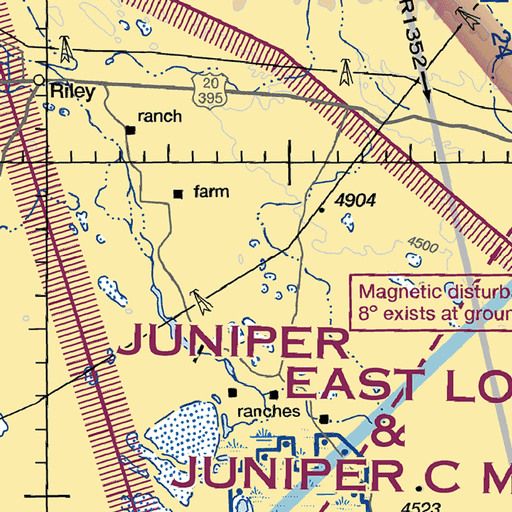 R1352
24
20
395
Riley
ranch
farm
4904
4500
Magnetic disturb
8° exists at groun
JUNIPER
EAST LO
ranches
&
JUNIPER C M
4523